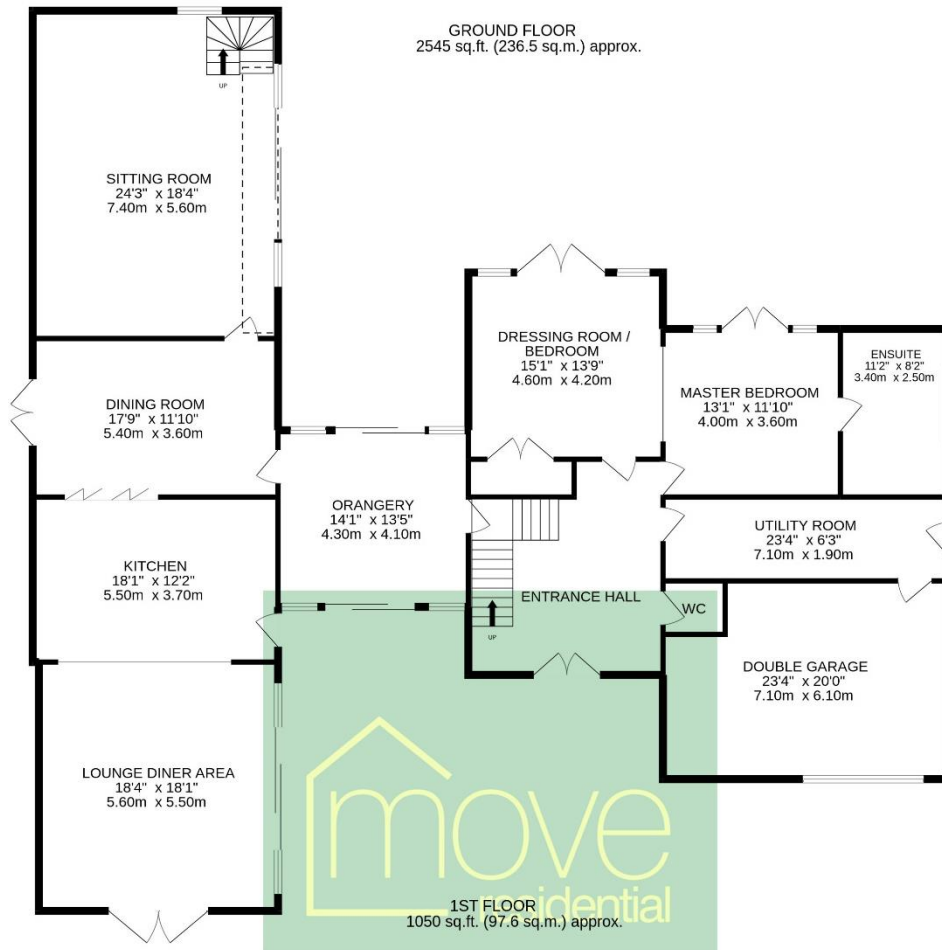 GROUND FLOOR
2545 sq.ft. (236.5 sq.m.) approx.
UP
SITTING ROOM
24'3" x 18'4"
7.40m x 5.60m
DRESSING ROOM /
BEDROOM
15'1" x 13'9"
4.60m x 4.20m
ENSUITE
11'2" x 8'2"
3.40m x 2.50m
MASTER BEDROOM
13'1" x 11'10"
4.00m x 3.60m
DINING ROOM
17'9" x 11'10"
5.40m x 3.60m
ORANGERY
14'1" x 13'5"
4.30m x 4.10m
UTILITY ROOM
23'4" x 6'3"
7.10m x 1.90m
KITCHEN
18'1" x 12'2"
5.50m x 3.70m
ENTRANCE HALL
WC
UP
DOUBLE GARAGE
23'4" x 20'0"
7.10m x 6.10m
LOUNGE DINER AREA
18'4" x 18'1"
5.60m x 5.50m
move
residential
1ST FLOOR
1050 sq.ft. (97.6 sq.m.) approx.